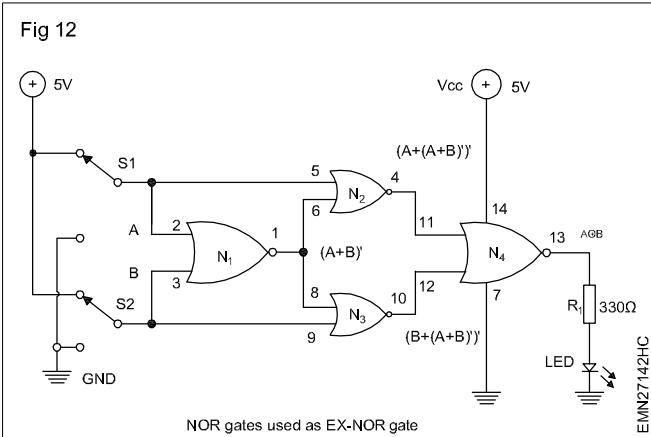 Fig 12
5V
Vcc
5V
(A+(A+B)')'
S1
5
4
N2
6
14
A
2
11
1
13
A⊙B
N1
(A+B)'
N4
B
3
8
10
12
7
R1
330Ω
S2
N3
9
(B+(A+B)')'
LED
GND
NOR gates used as EX-NOR gate
EMN27142HC